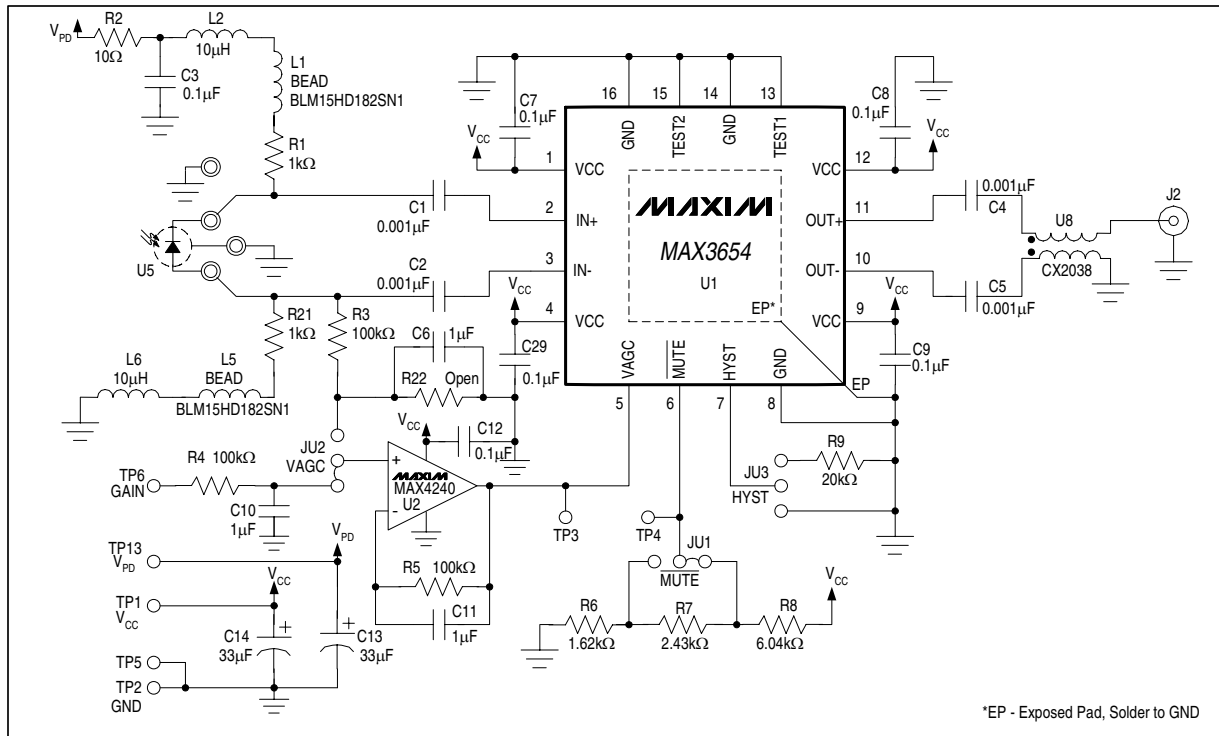 VPD
R2
10Ω
L2
10µH
C3
0.1µF
L1
BEAD
BLM15HD182SN1
R1
1kΩ
U5
C1
0.001µF
C2
0.001µF
R21
1kΩ
R3
100kΩ
L6
10µH
L5
BEAD
BLM15HD182SN1
C6
1µF
R22
Open
VCC
C29
0.1µF
C7
0.1µF
VCC
16
15
14
13
GND
TEST2
GND
TEST1
C8
0.1µF
VCC
1
VCC
2
IN+
3
IN-
4
VCC
MAXIM
MAX3654
U1
EP*
12
VCC
11
OUT+
10
OUT-
9
VCC
VAGC
MUTE
HYST
GND
5
6
7
8
EP
0.001µF
C4
U8
J2
CX2038
C5
0.001µF
VCC
C9
0.1µF
JU2
VAGC
VCC
C12
0.1µF
TP6
GAIN
R4 100kΩ
C10
1µF
+
-
MAXIM
MAX4240
U2
R5 100kΩ
C11
1µF
TP3
TP4
JU1
MUTE
JU3
HYST
R9
20kΩ
R6
1.62kΩ
R7
2.43kΩ
R8
6.04kΩ
VCC
TP13
VPD
VPD
TP1
VCC
VCC
C14
33µF
+
C13
33µF
+
TP5
TP2
GND
*EP - Exposed Pad, Solder to GND